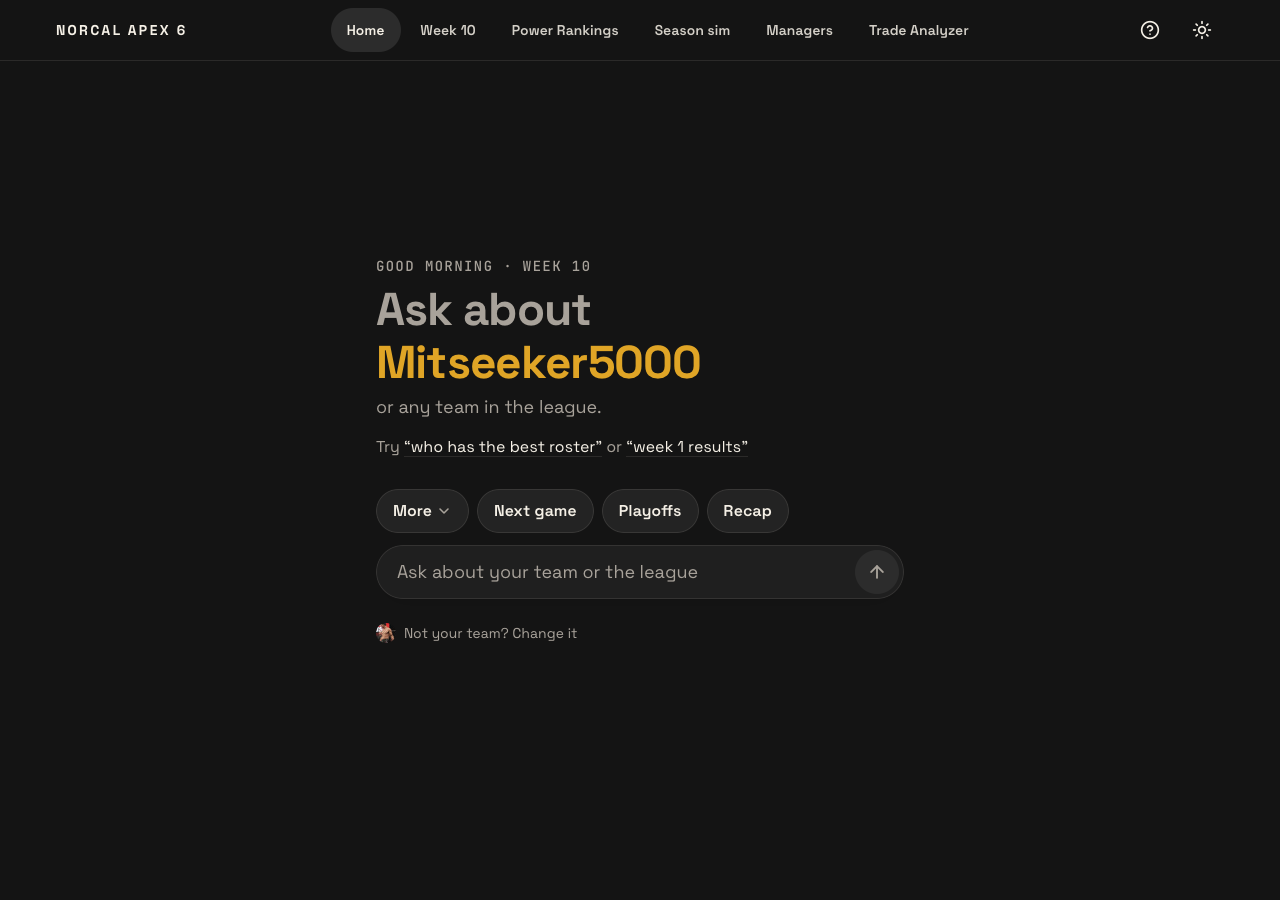 NORCAL APEX 6
Home
Week 10
Power Rankings
Season sim
Managers
Trade Analyzer
GOOD MORNING · WEEK 10
Ask about
Mitseeker5000
or any team in the league.
Try “who has the best roster” or “week 1 results”
More
Next game
Playoffs
Recap
Ask about your team or the league
Not your team? Change it